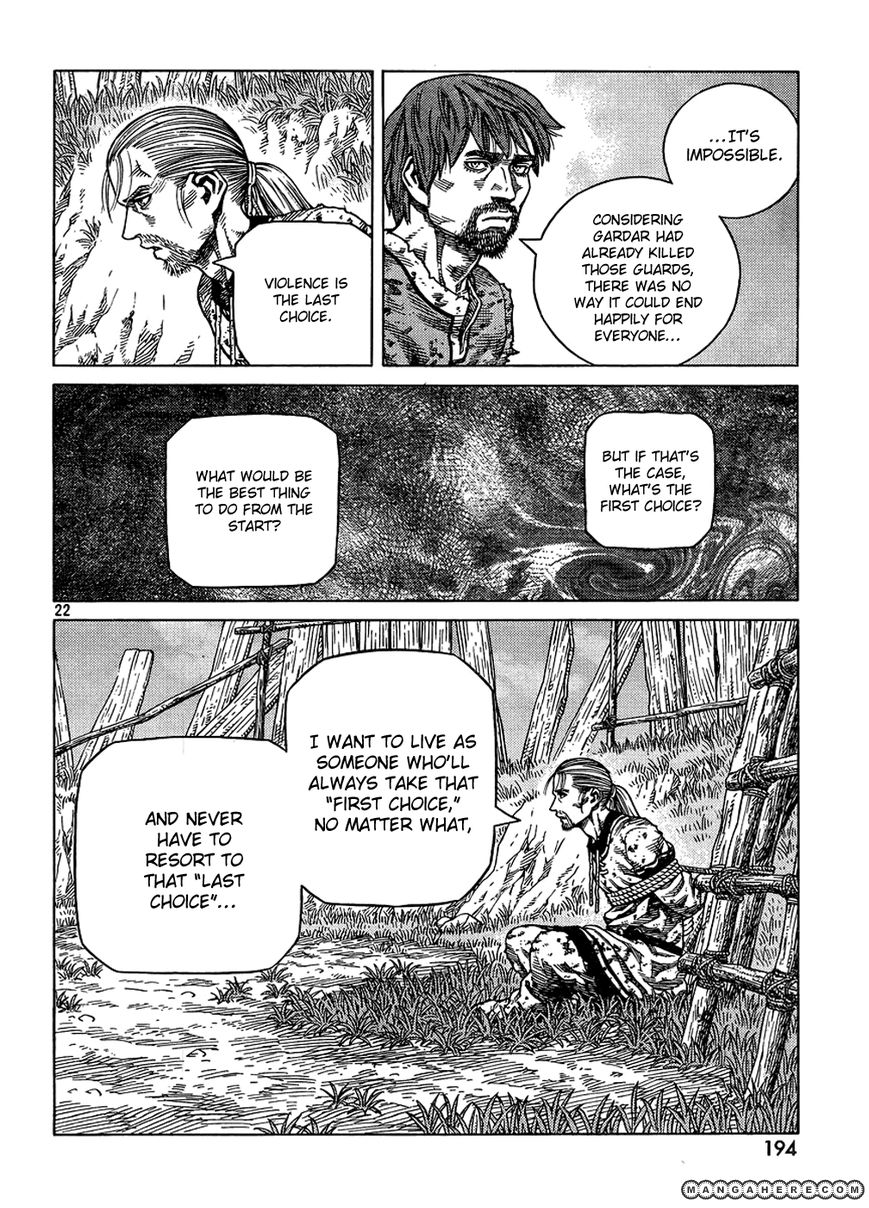 ...IT'S
IMPOSSIBLE.
CONSIDERING
GARDAR HAD
ALREADY KILLED
THOSE GUARDS,
THERE WAS NO
WAY IT COULD END
HAPPILY FOR
EVERYONE...
VIOLENCE IS
THE LAST
CHOICE.
BUT IF THAT'S
THE CASE,
WHAT'S THE
FIRST CHOICE?
WHAT WOULD BE
THE BEST THING
TO DO FROM THE
START?
22
I WANT TO LIVE AS
SOMEONE WHO'LL
ALWAYS TAKE THAT
"FIRST CHOICE,"
NO MATTER WHAT,
AND NEVER
HAVE TO
RESORT TO
THAT "LAST
CHOICE"...
194
MANGAHERE.COM